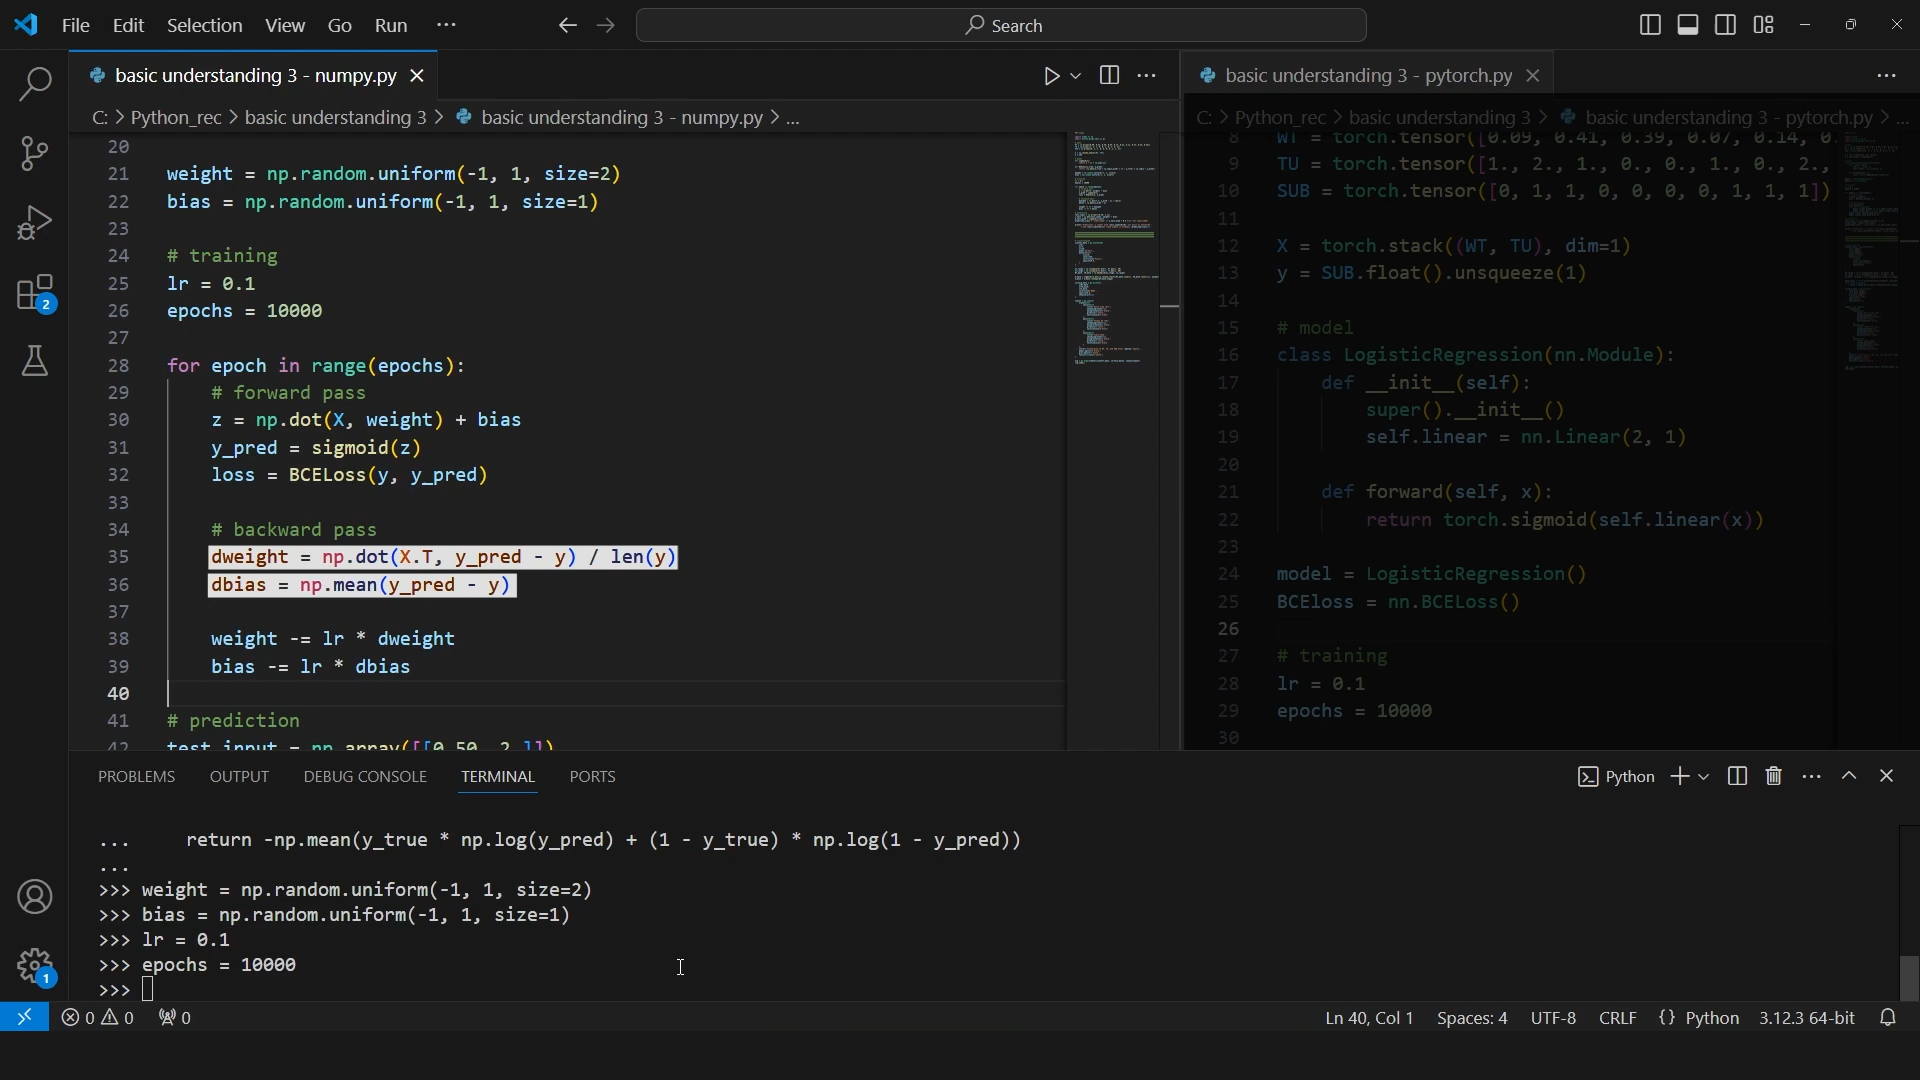 File Edit Selection View Go Run ··· Search
basic understanding 3 - numpy.py
C: > Python_rec > basic understanding 3 > basic understanding 3 - numpy.py > ...
20
21 weight = np.random.uniform(-1, 1, size=2)
22 bias = np.random.uniform(-1, 1, size=1)
23
24 # training
25 lr = 0.1
26 epochs = 10000
27
28 for epoch in range(epochs):
29 # forward pass
30 z = np.dot(X, weight) + bias
31 y_pred = sigmoid(z)
32 loss = BCELoss(y, y_pred)
33
34 # backward pass
35 dweight = np.dot(X.T, y_pred - y) / len(y)
36 dbias = np.mean(y_pred - y)
37
38 weight -= lr * dweight
39 bias -= lr * dbias
40
41 # prediction
42 test_input = np.array([[0.50, 2.]])
basic understanding 3 - pytorch.py
C: > Python_rec > basic understanding 3 > basic understanding 3 - pytorch.py > ...
8 WT = torch.tensor([0.09, 0.41, 0.39, 0.07, 0.14, 0.
9 TU = torch.tensor([1., 2., 1., 0., 0., 1., 0., 2.,
10 SUB = torch.tensor([0, 1, 1, 0, 0, 0, 0, 1, 1, 1])
11
12 X = torch.stack((WT, TU), dim=1)
13 y = SUB.float().unsqueeze(1)
14
15 # model
16 class LogisticRegression(nn.Module):
17 def __init__(self):
18 super().__init__()
19 self.linear = nn.Linear(2, 1)
20
21 def forward(self, x):
22 return torch.sigmoid(self.linear(x))
23
24 model = LogisticRegression()
25 BCEloss = nn.BCELoss()
26
27 # training
28 lr = 0.1
29 epochs = 10000
30
PROBLEMS OUTPUT DEBUG CONSOLE TERMINAL PORTS Python
... return -np.mean(y_true * np.log(y_pred) + (1 - y_true) * np.log(1 - y_pred))
...
>>> weight = np.random.uniform(-1, 1, size=2)
>>> bias = np.random.uniform(-1, 1, size=1)
>>> lr = 0.1
>>> epochs = 10000
>>>
2
1
0 0 0 Ln 40, Col 1 Spaces: 4 UTF-8 CRLF {} Python 3.12.3 64-bit